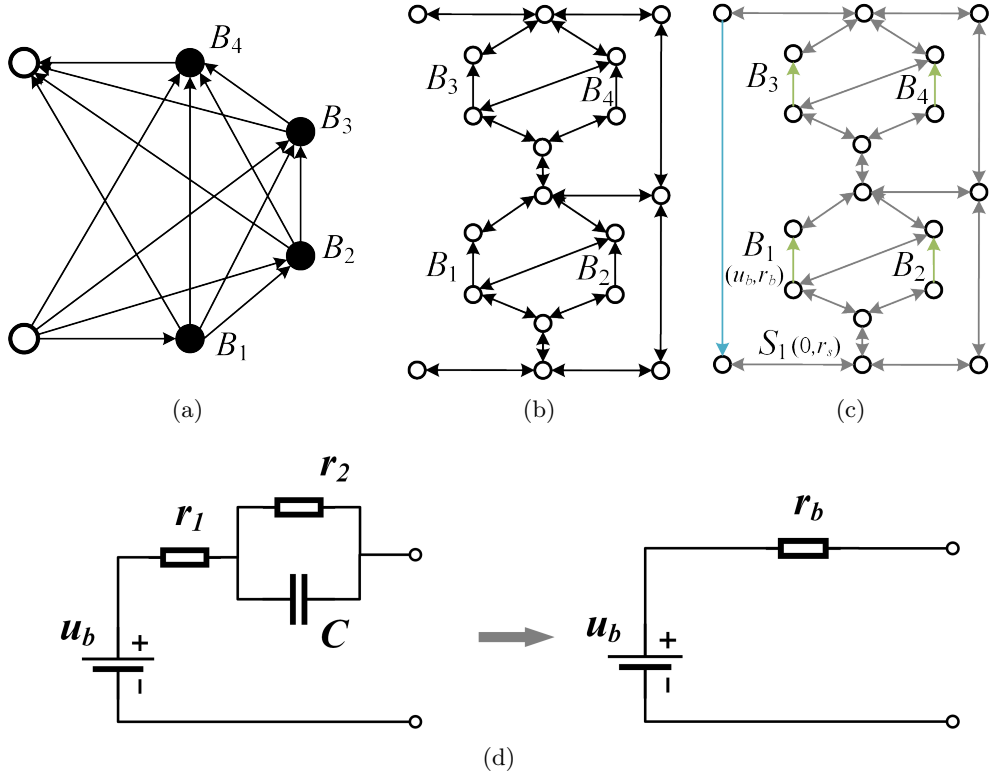 B4
B3
B2
B1
(a)
B3
B4
B1
B2
(b)
B3
B4
B1
(ub,rb)
B2
S1 (0,rs)
(c)
r2
r1
C
ub
+
−
rb
ub
+
−
(d)